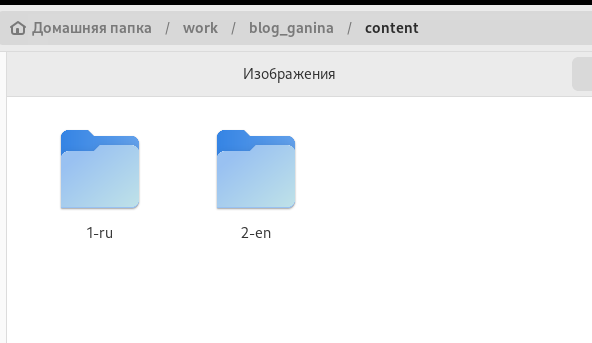 Домашняя папка / work / blog_ganina / content
Изображения
1-ru 2-en